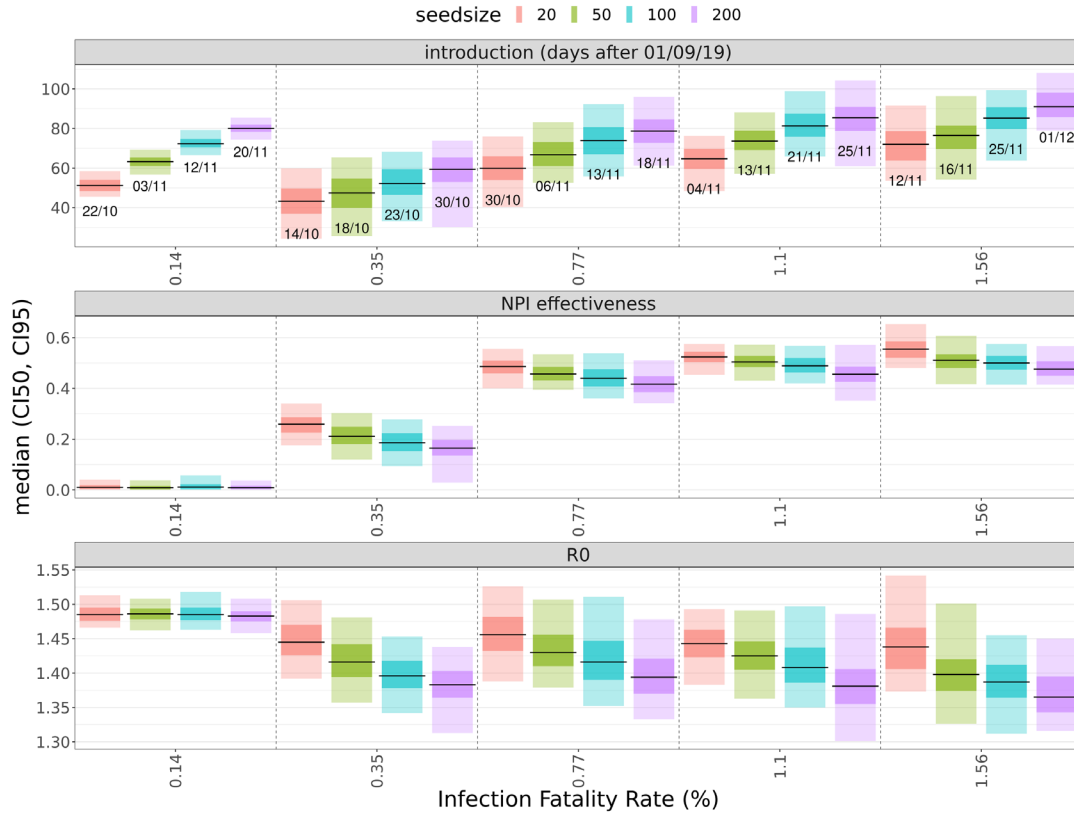 seedsize 20 50 100 200
introduction (days after 01/09/19)
100
80
60
40
22/10 03/11 12/11 20/11 14/10 18/10 23/10 30/10 30/10 06/11 13/11 18/11 04/11 13/11 21/11 25/11 12/11 16/11 25/11 01/12
0.14 0.35 0.77 1.1 1.56
NPI effectiveness
0.6
0.4
0.2
0.0
0.14 0.35 0.77 1.1 1.56
R0
1.55
1.50
1.45
1.40
1.35
1.30
0.14 0.35 0.77 1.1 1.56
median (CI50, CI95)
Infection Fatality Rate (%)